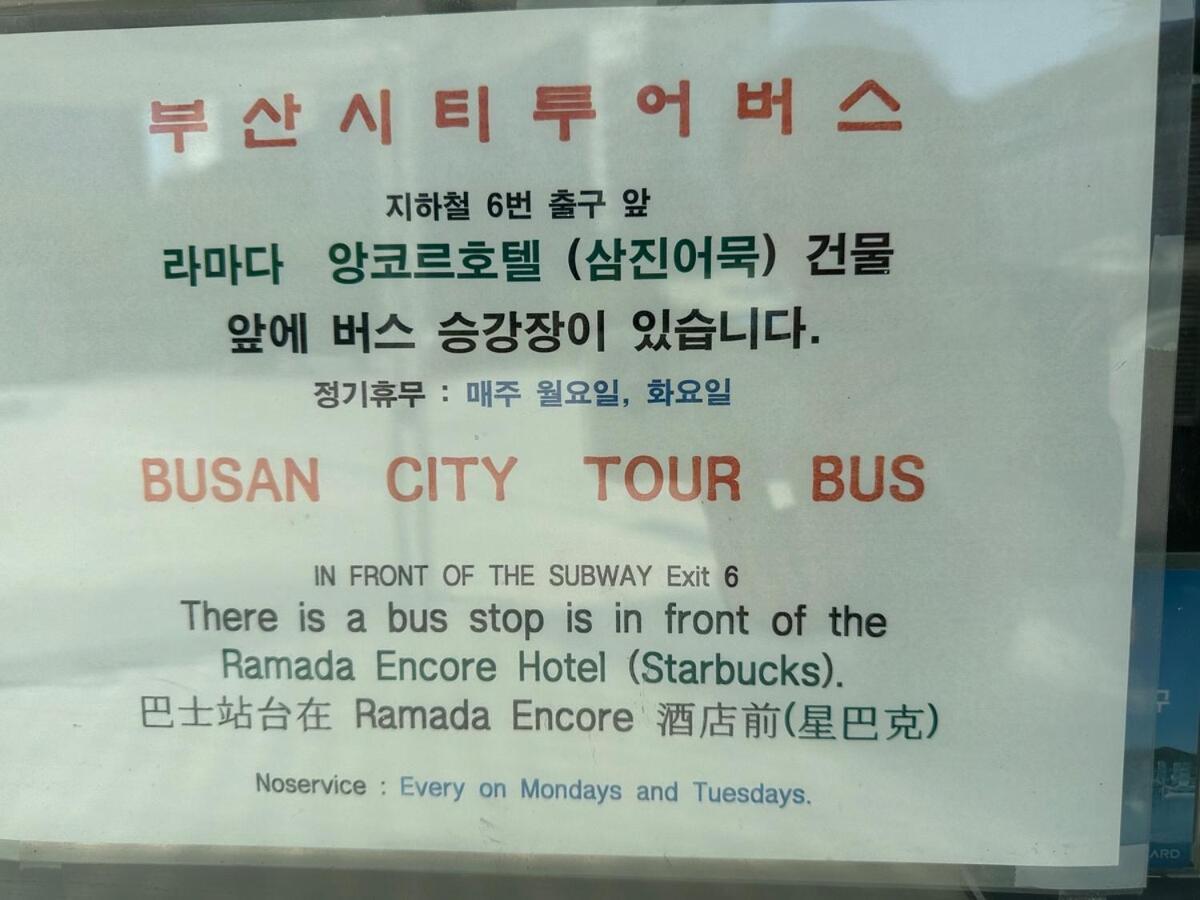 부산시티투어버스
지하철 6번 출구 앞
라마다 앙코르호텔 (삼진어묵) 건물
앞에 버스 승강장이 있습니다.
정기휴무 : 매주 월요일, 화요일
BUSAN CITY TOUR BUS
IN FRONT OF THE SUBWAY Exit 6
There is a bus stop is in front of the
Ramada Encore Hotel (Starbucks).
巴士站台在 Ramada Encore 酒店前(星巴克)
Noservice : Every on Mondays and Tuesdays.